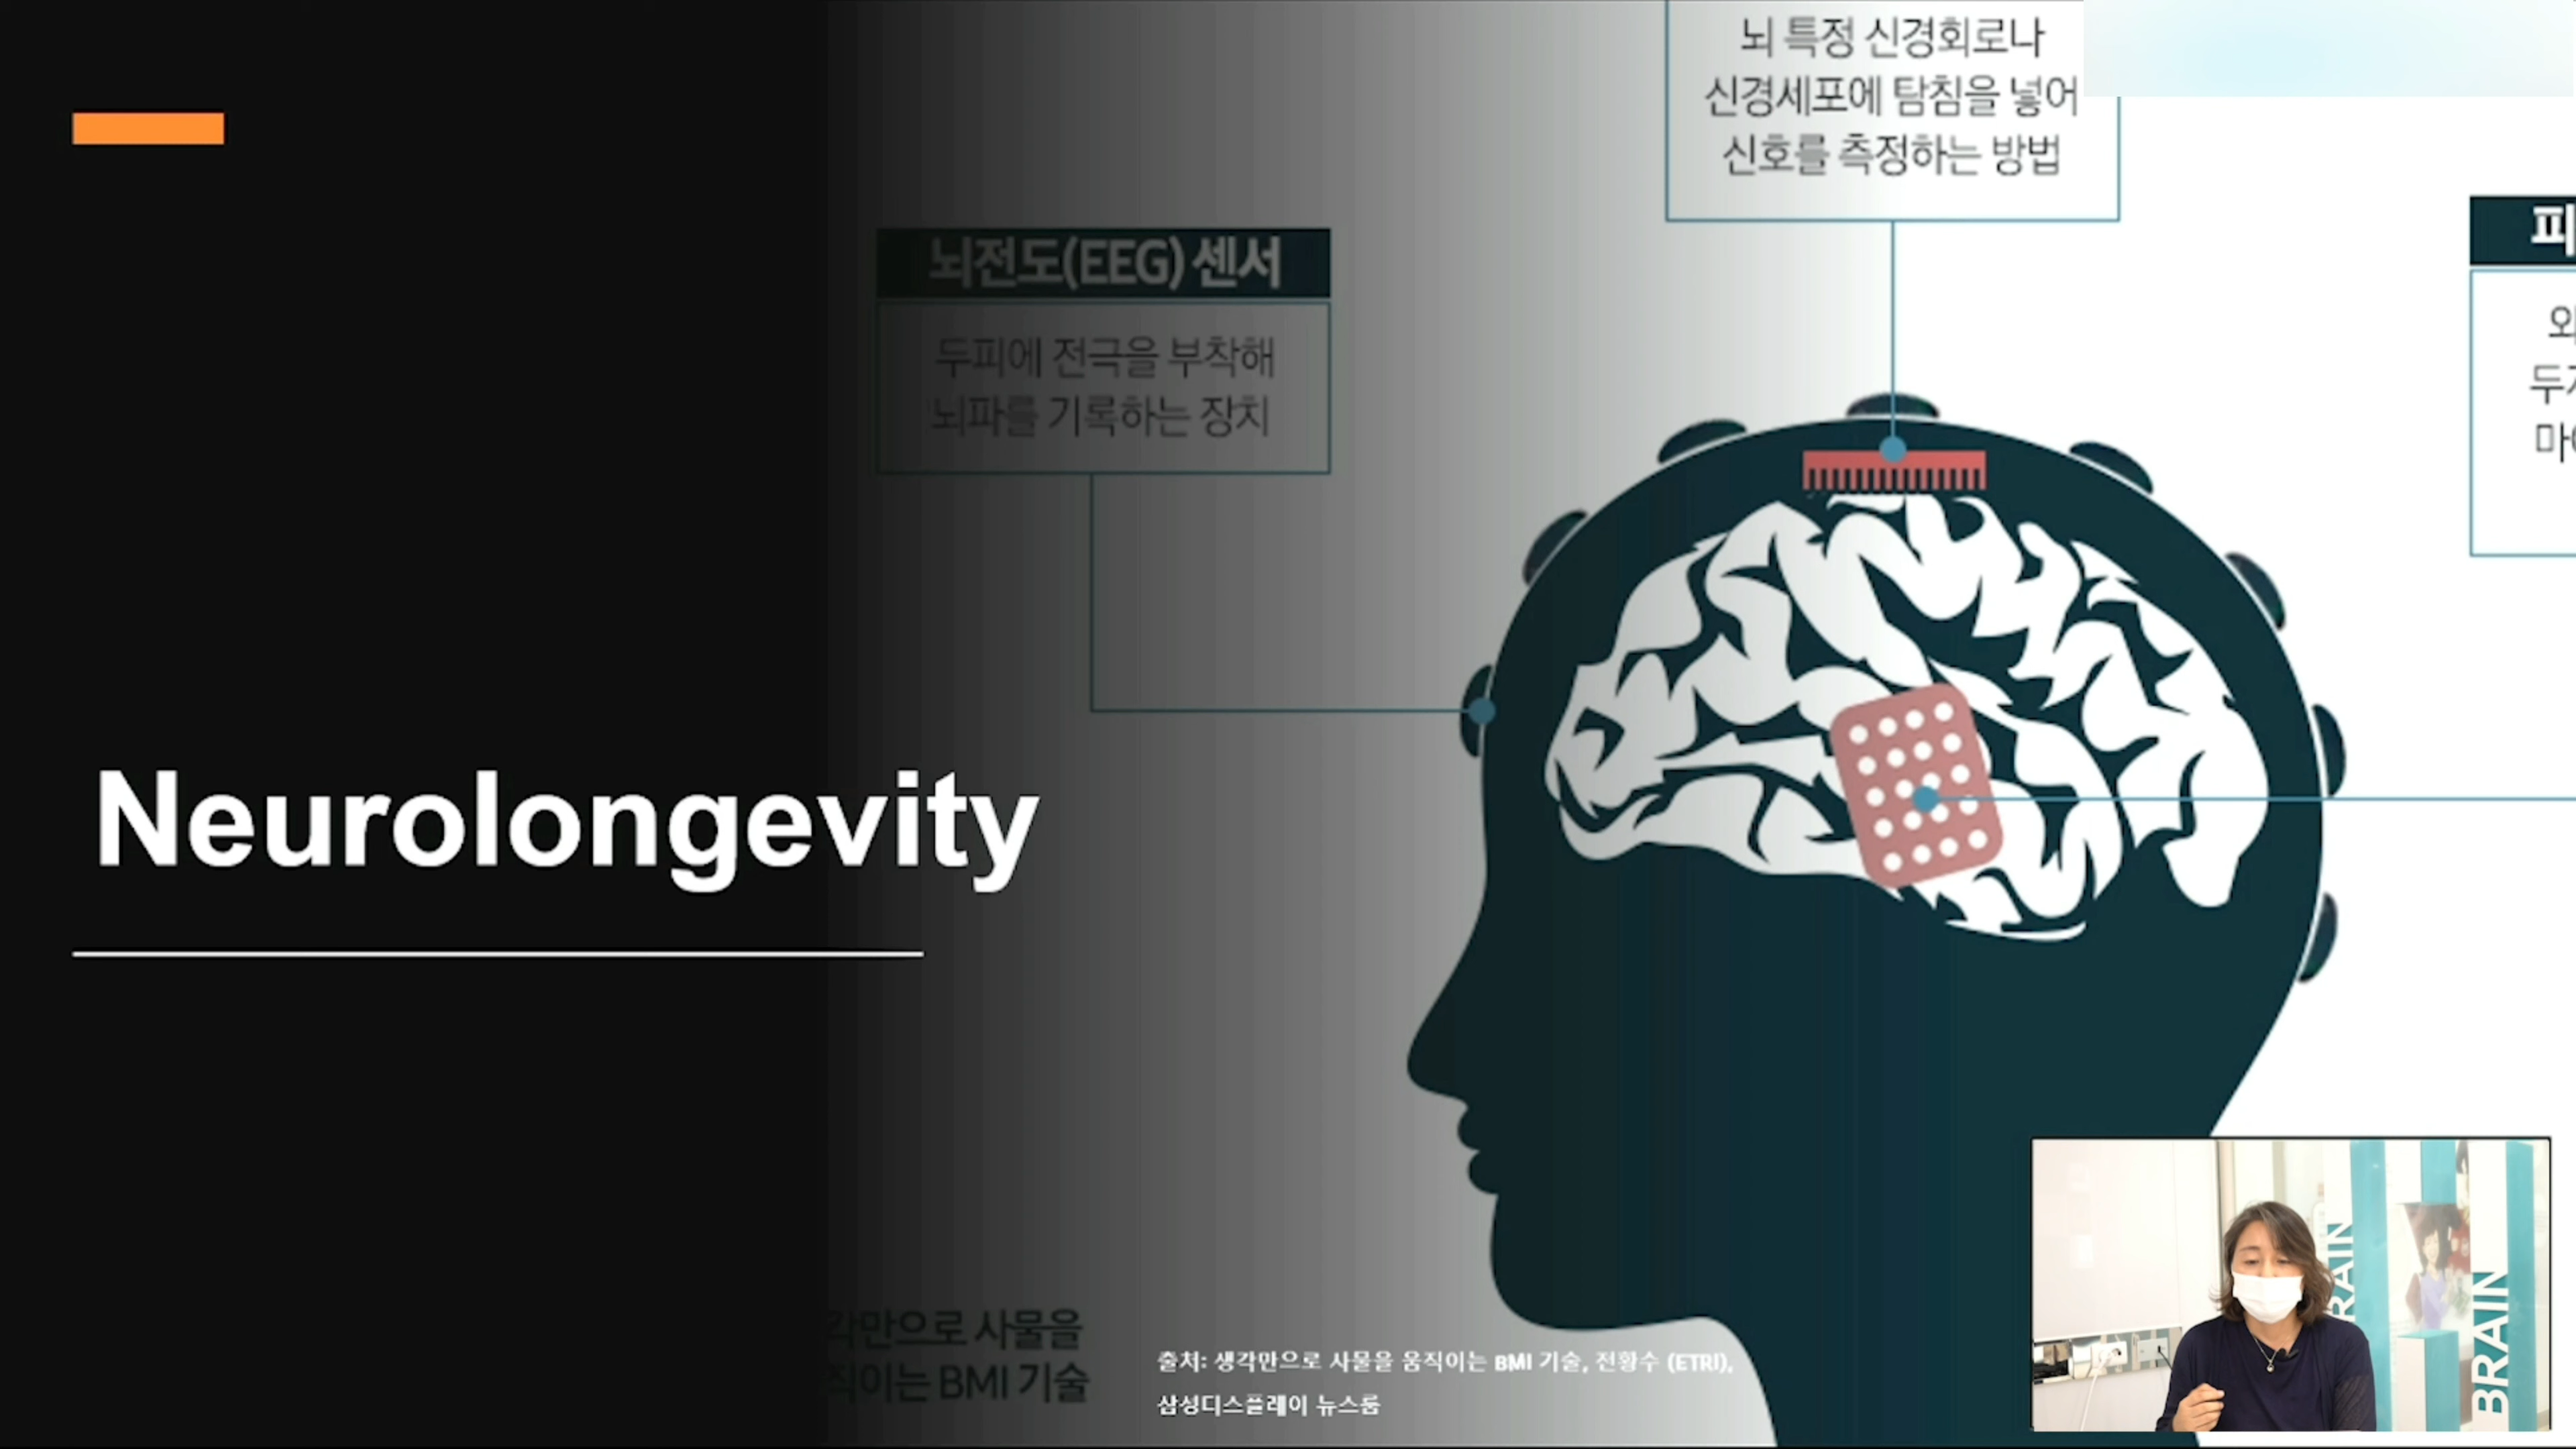 뇌 특정 신경회로나
신경세포에 탐침을 넣어
신호를 측정하는 방법
뇌전도(EEG) 센서
두피에 전극을 부착해
뇌파를 기록하는 장치
피
두
Neurolongevity
각만으로 사물을
직이는 BMI 기술
출처: 생각만으로 사물을 움직이는 BMI 기술, 전황수 (ETRI),
삼성디스플레이 뉴스룸
RAIN
BRAIN